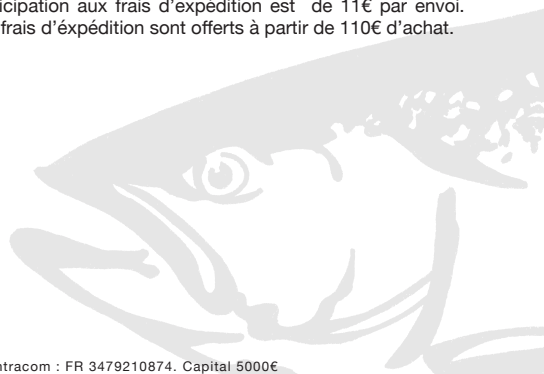 icipation aux frais d'expédition est de 11€ par envoi.
frais d'éxpédition sont offerts à partir de 110€ d'achat.
ntracom : FR 3479210874. Capital 5000€